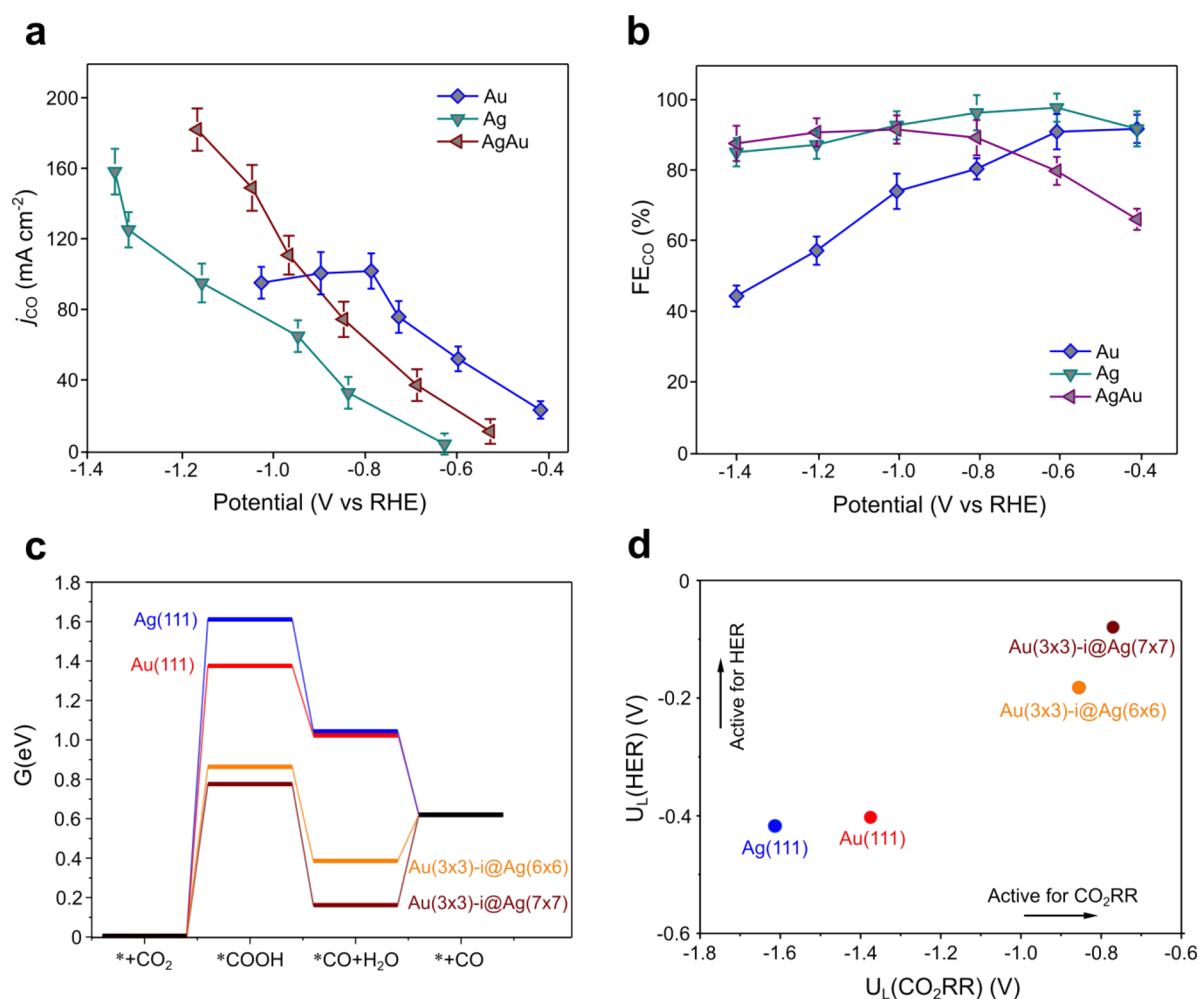 a
200
160
120
80
40
0
j_CO (mA cm⁻²)
Au
Ag
AgAu
-1.4 -1.2 -1.0 -0.8 -0.6 -0.4
Potential (V vs RHE)
b
100
80
60
40
20
0
FE_CO (%)
Au
Ag
AgAu
-1.4 -1.2 -1.0 -0.8 -0.6 -0.4
Potential (V vs RHE)
c
1.8
1.6
1.4
1.2
1.0
0.8
0.6
0.4
0.2
0
G(eV)
Ag(111)
Au(111)
Au(3x3)-i@Ag(6x6)
Au(3x3)-i@Ag(7x7)
*+CO₂ *COOH *CO+H₂O *+CO
d
0
-0.2
-0.4
-0.6
U_L(HER) (V)
Active for HER
Au(3x3)-i@Ag(7x7)
Au(3x3)-i@Ag(6x6)
Ag(111)
Au(111)
Active for CO₂RR
-1.8 -1.6 -1.4 -1.2 -1.0 -0.8 -0.6
U_L(CO₂RR) (V)